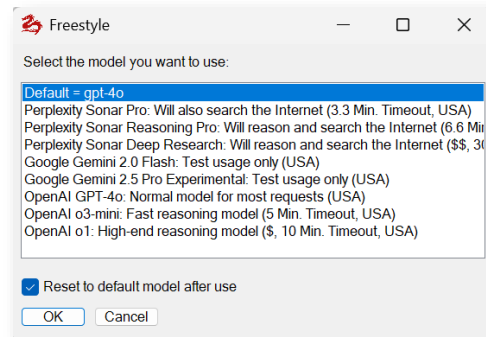 Freestyle
Select the model you want to use:
Default = gpt-4o
Perplexity Sonar Pro: Will also search the Internet (3.3 Min. Timeout, USA)
Perplexity Sonar Reasoning Pro: Will reason and search the Internet (6.6 Mi
Perplexity Sonar Deep Research: Will reason and search the Internet ($$, 3
Google Gemini 2.0 Flash: Test usage only (USA)
Google Gemini 2.5 Pro Experimental: Test usage only (USA)
OpenAI GPT-4o: Normal model for most requests (USA)
OpenAI o3-mini: Fast reasoning model (5 Min. Timeout, USA)
OpenAI o1: High-end reasoning model ($, 10 Min. Timeout, USA)
Reset to default model after use
OK Cancel